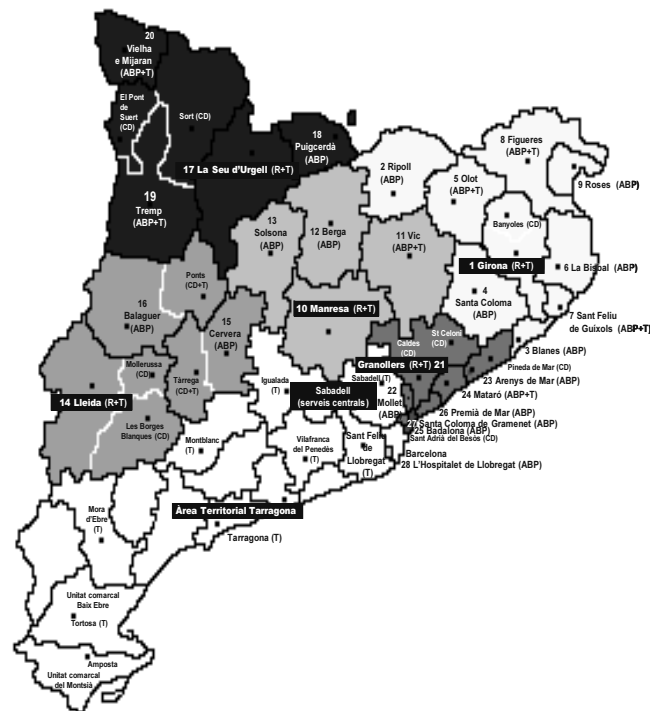 20
Vielha
e Mijaran
(ABP+T)
El Pont
de
Suert
(CD)
Sort (CD)
18
Puigcerdà
(ABP)
17 La Seu d'Urgell (R+T)
19
Tremp
(ABP+T)
2 Ripoll
(ABP)
5 Olot
(ABP+T)
8 Figueres
(ABP+T)
9 Roses (ABP)
Banyoles (CD)
13
Solsona
(ABP)
12 Berga
(ABP)
11 Vic
(ABP+T)
1 Girona (R+T)
6 La Bisbal (ABP)
4
Santa Coloma
(ABP)
7 Sant Feliu
de Guíxols (ABP+T)
Ponts
(CD+T)
16
Balaguer
(ABP)
15
Cervera
(ABP)
10 Manresa (R+T)
St Celoni
(CD)
Caldes
(CD)
3 Blanes (ABP)
Pineda de Mar (CD)
Granollers (R+T) 21
23 Arenys de Mar (ABP)
24 Mataró (ABP+T)
Mollerussa
(CD)
Tàrrega
(CD+T)
Igualada
(T)
Sabadell
(serveis centrals)
Sabadell (T)
22
Mollet
(ABP)
14 Lleida (R+T)
26 Premià de Mar (ABP)
27 Santa Coloma de Gramenet (ABP)
25 Badalona (ABP)
Sant Adrià del Besòs (CD)
Les Borges
Blanques (CD)
Montblanc
(T)
Vilafranca
del Penedès
(T)
Sant Feliu
de
Llobregat
(T)
Barcelona
28 L'Hospitalet de Llobregat (ABP)
Àrea Territorial Tarragona
Mora
d'Ebre
(T)
Tarragona (T)
Unitat comarcal
Baix Ebre
Tortosa (T)
Amposta
Unitat comarcal
del Montsià